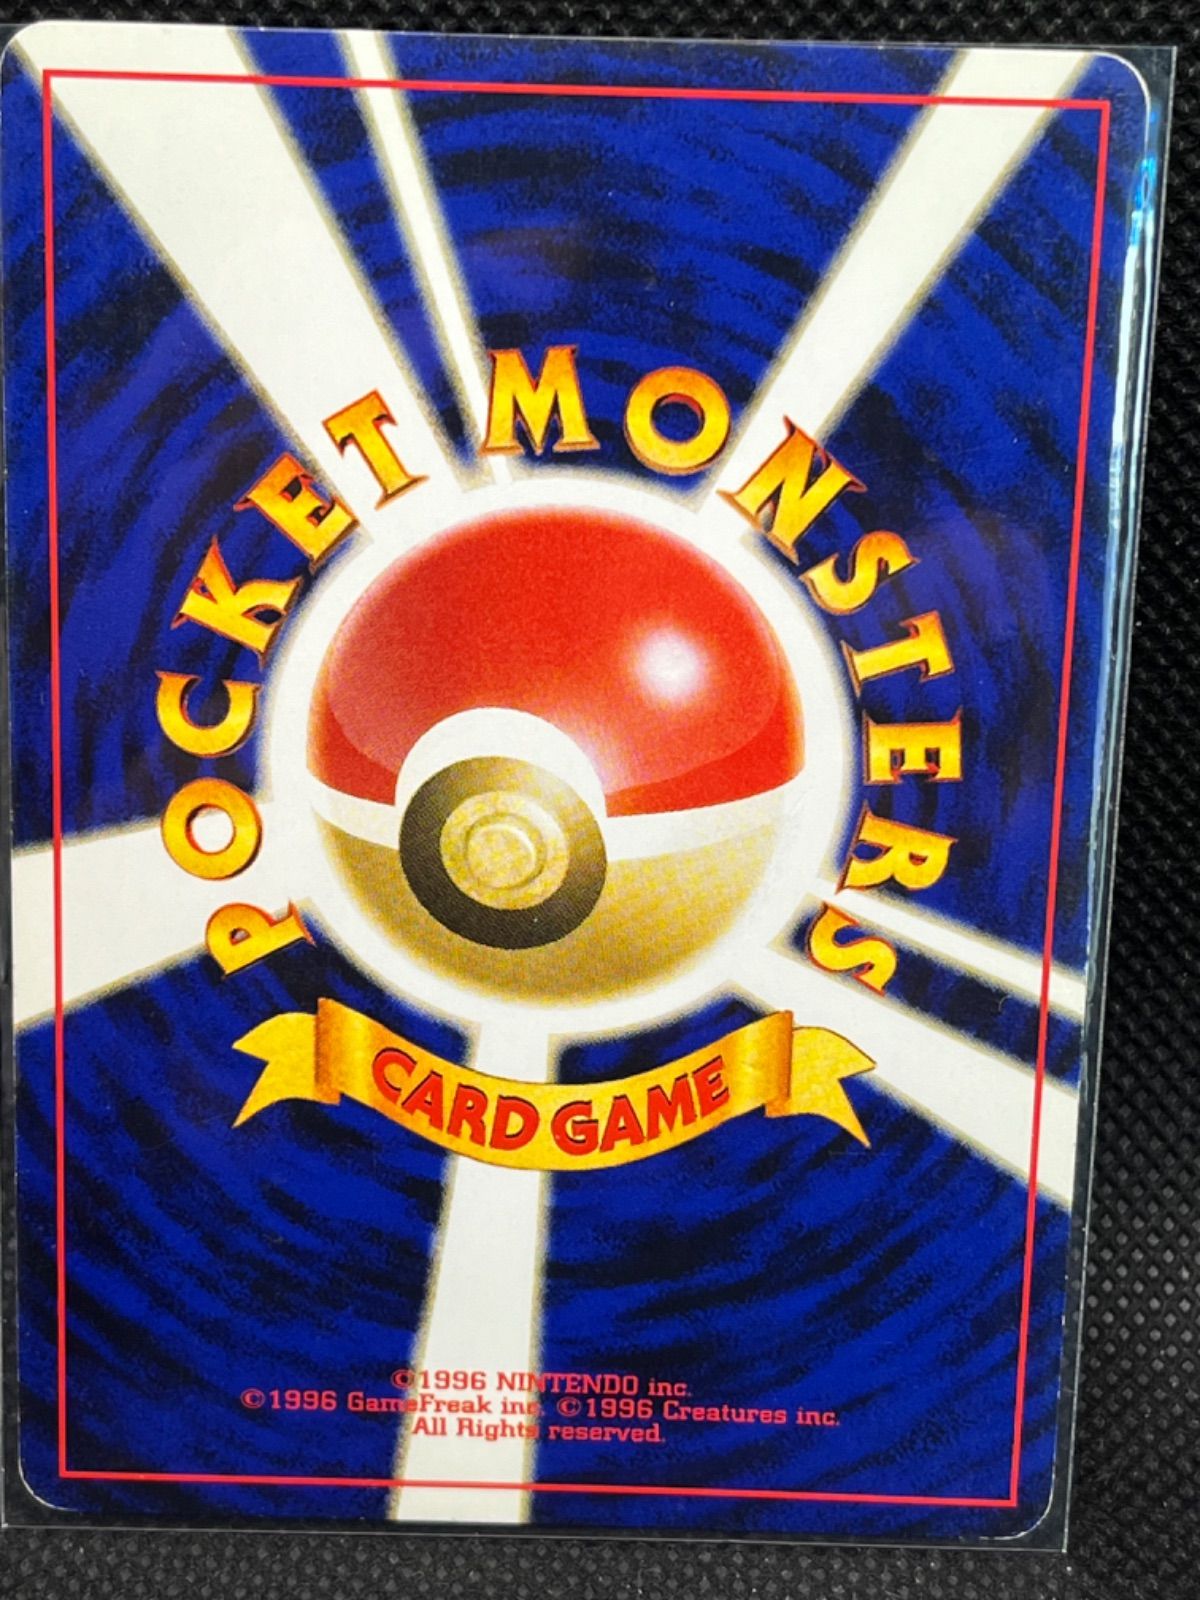 POCKET MONSTERS
CARD GAME
©1996 NINTENDO inc.
©1996 GameFreak inc. ©1996 Creatures inc.
All Rights reserved.